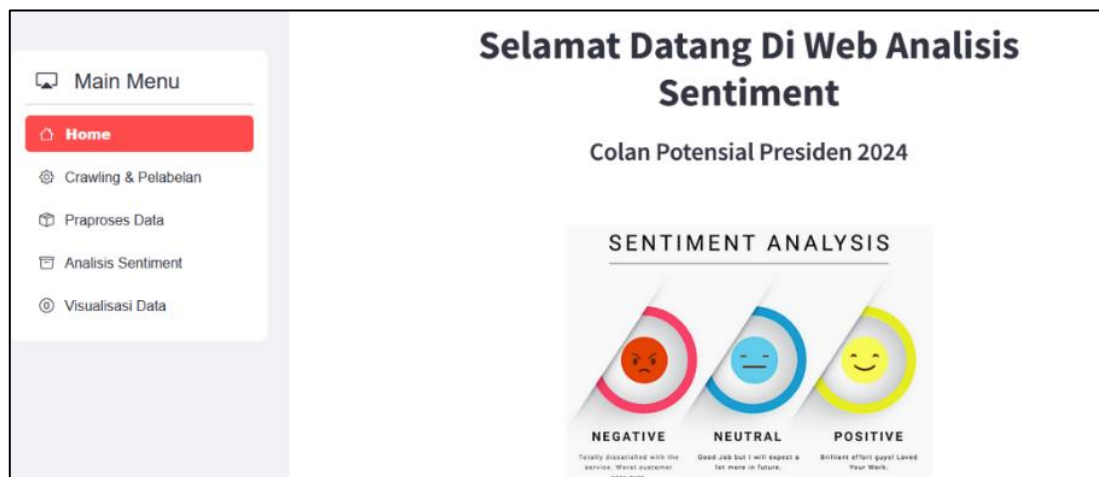 Main Menu
Home
Crawling & Pelabelan
Praproses Data
Analisis Sentiment
Visualisasi Data
Selamat Datang Di Web Analisis
Sentiment
Colan Potensial Presiden 2024
SENTIMENT ANALYSIS
NEGATIVE
Totally dissatisfied with the
service. Worst customer
NEUTRAL
Good Job but I will expect a
lot more in future.
POSITIVE
Brilliant effort guys! Loved
Your Work.